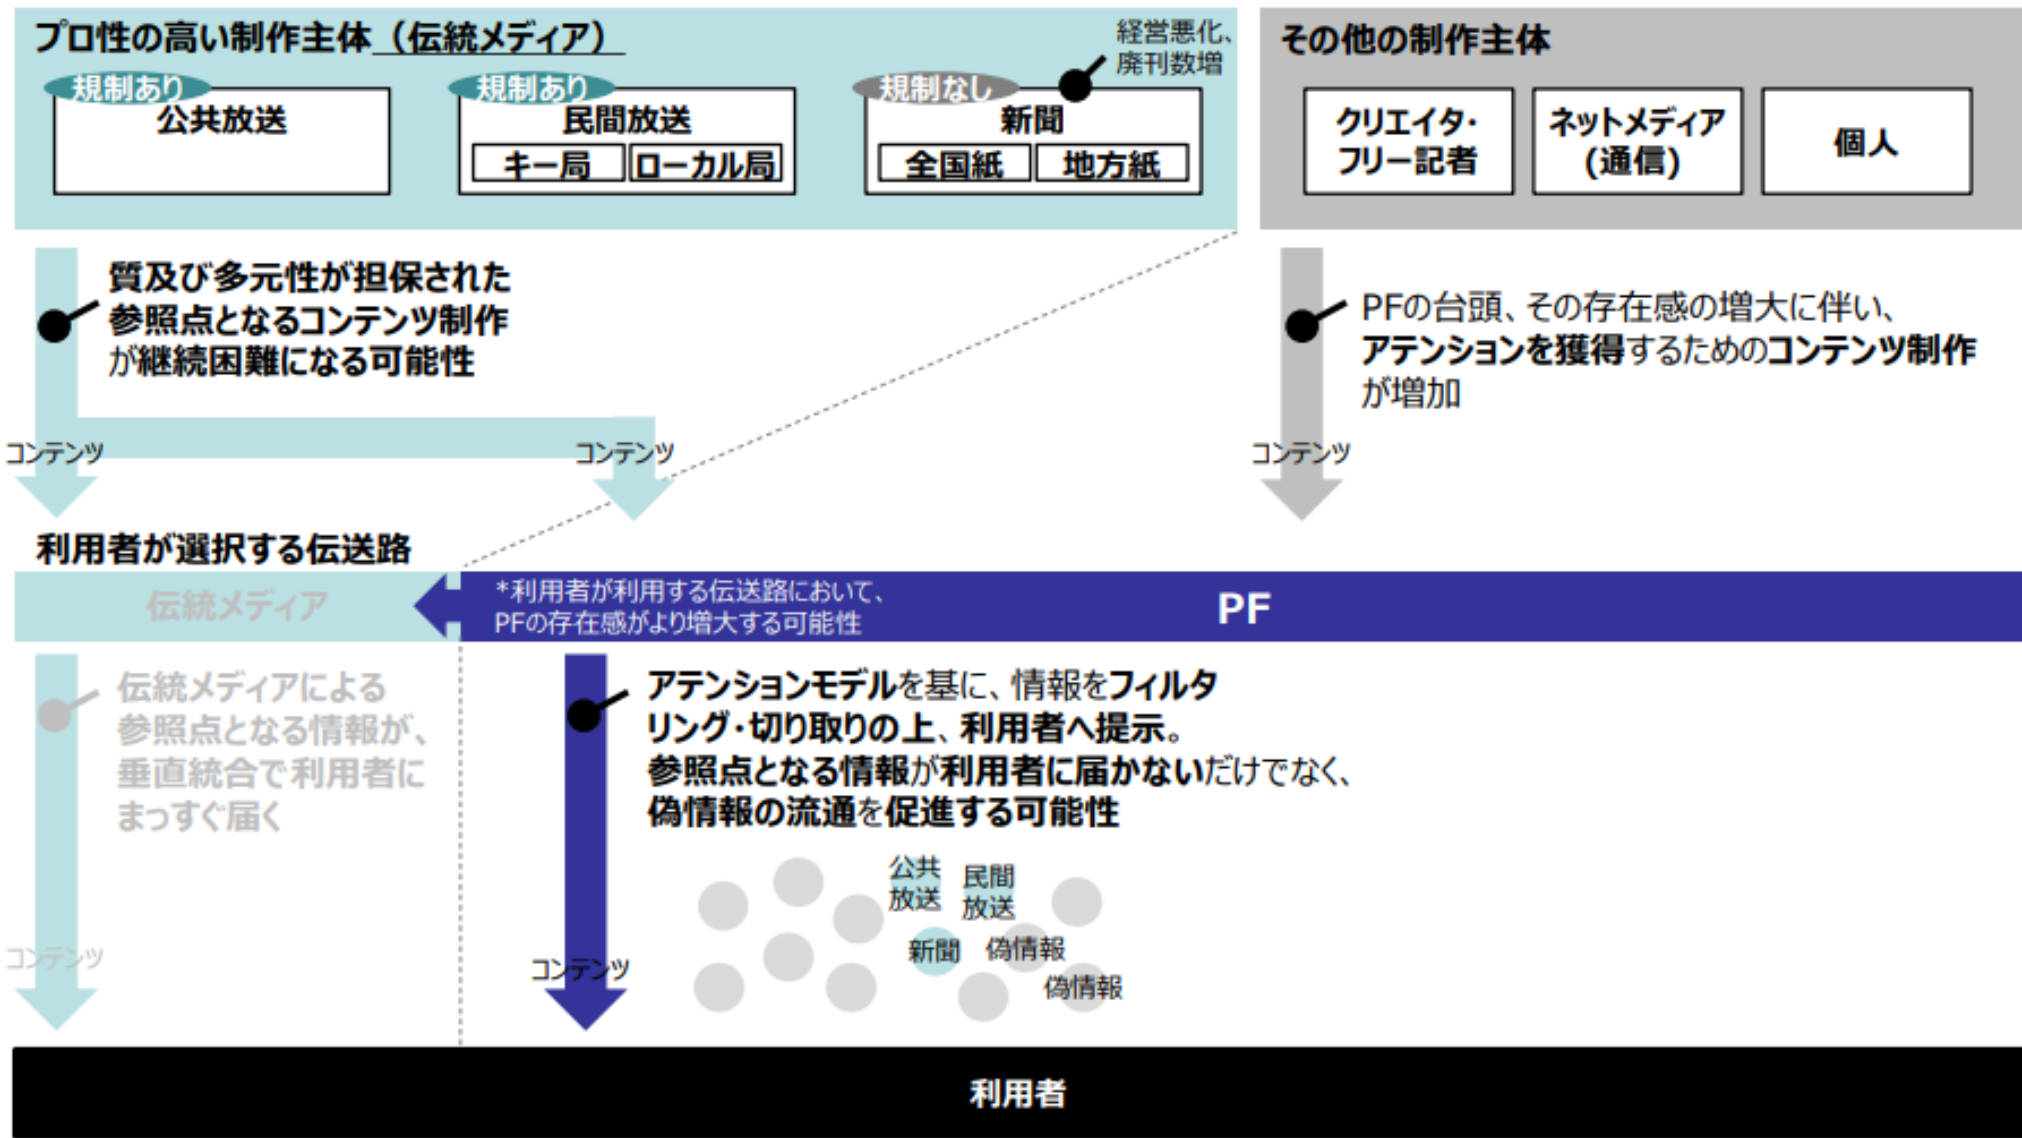 プロ性の高い制作主体（伝統メディア）
規制あり
公共放送
規制あり
民間放送
キー局
ローカル局
規制なし
新聞
全国紙
地方紙
経営悪化、
廃刊数増
その他の制作主体
クリエイタ・
フリー記者
ネットメディア
(通信)
個人
質及び多元性が担保された
参照点となるコンテンツ制作
が継続困難になる可能性
コンテンツ
コンテンツ
PFの台頭、その存在感の増大に伴い、
アテンションを獲得するためのコンテンツ制作
が増加
コンテンツ
利用者が選択する伝送路
伝統メディア
*利用者が利用する伝送路において、
PFの存在感がより増大する可能性
PF
伝統メディアによる
参照点となる情報が、
垂直統合で利用者に
まっすぐ届く
コンテンツ
アテンションモデルを基に、情報をフィルタ
リング・切り取りの上、利用者へ提示。
参照点となる情報が利用者に届かないだけでなく、
偽情報の流通を促進する可能性
コンテンツ
公共
放送
民間
放送
新聞
偽情報
偽情報
利用者